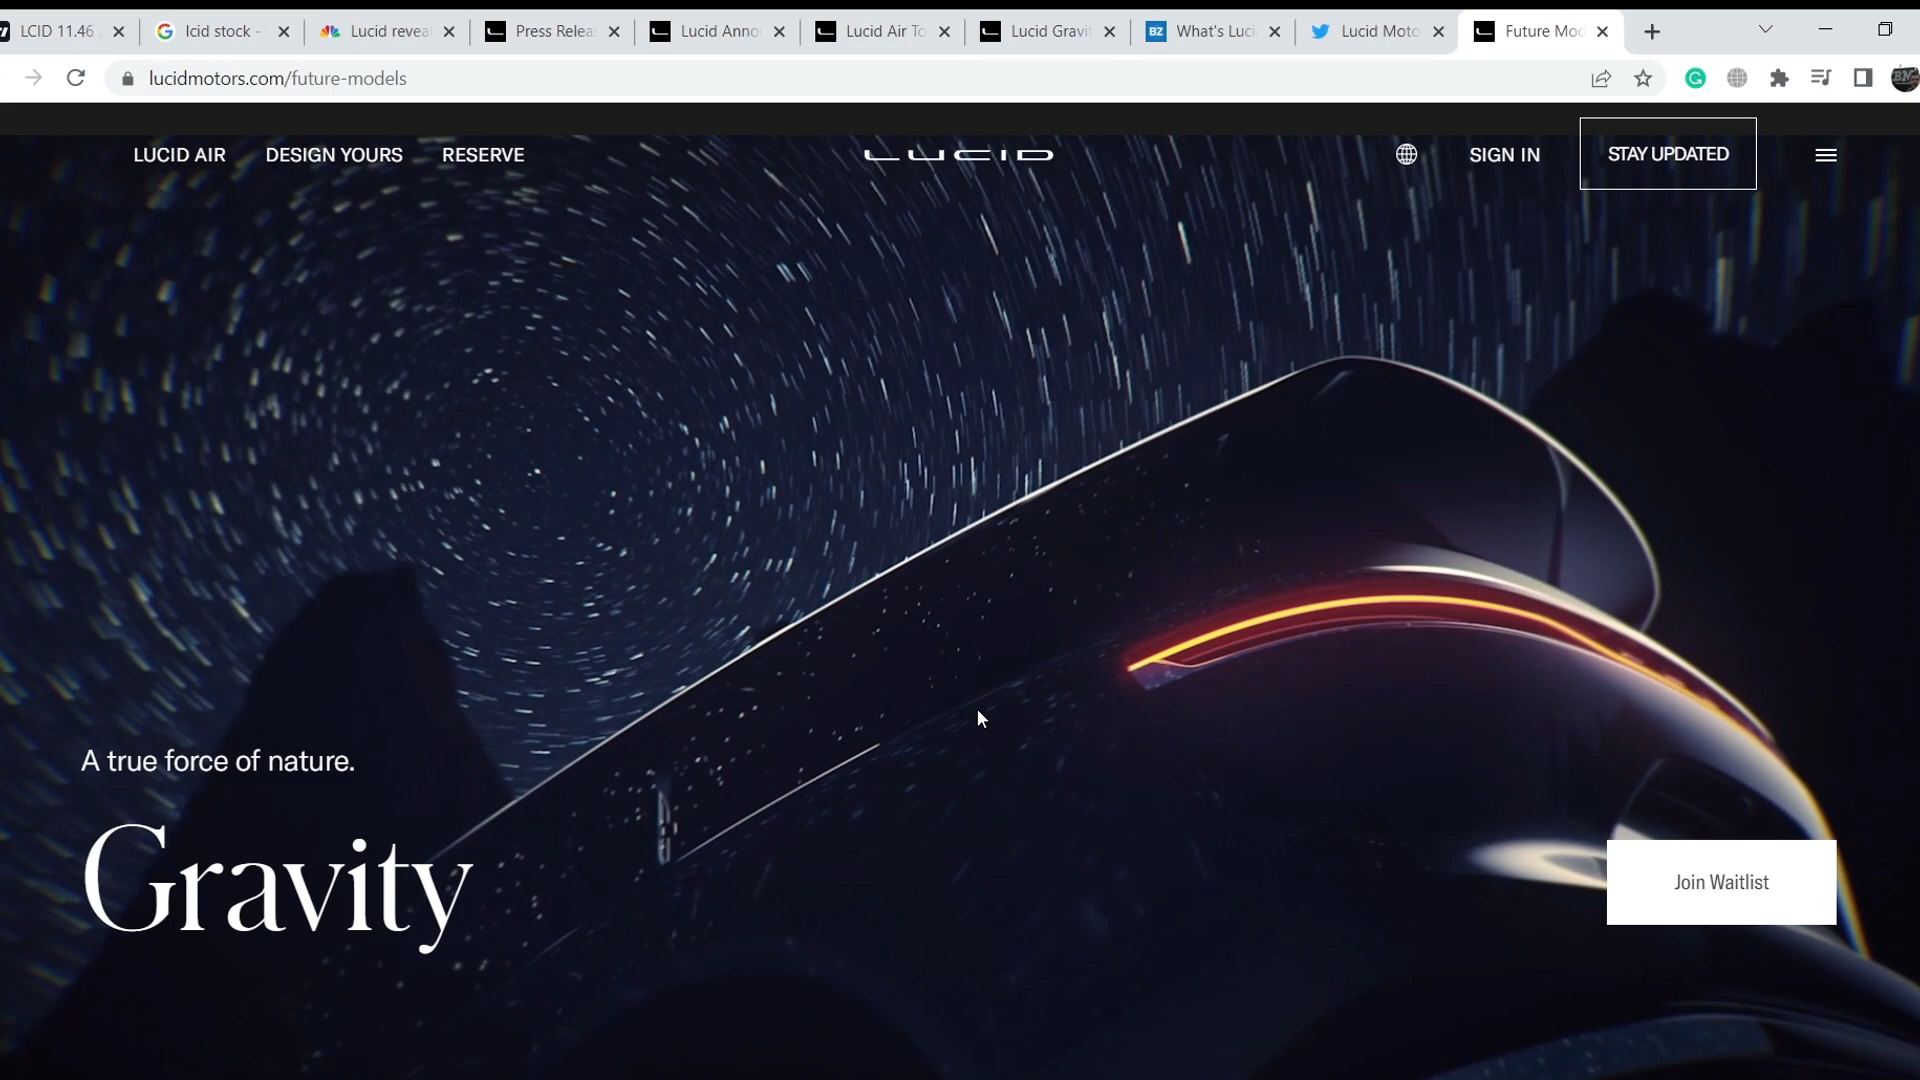 LCID 11.46
lcid stock -
Lucid revea
Press Relea
Lucid Anno
Lucid Air To
Lucid Gravit
BZ
What's Luci
Lucid Moto
Future Mod
lucidmotors.com/future-models
LUCID AIR
DESIGN YOURS
RESERVE
LUCID
SIGN IN
STAY UPDATED
A true force of nature.
Gravity
Join Waitlist